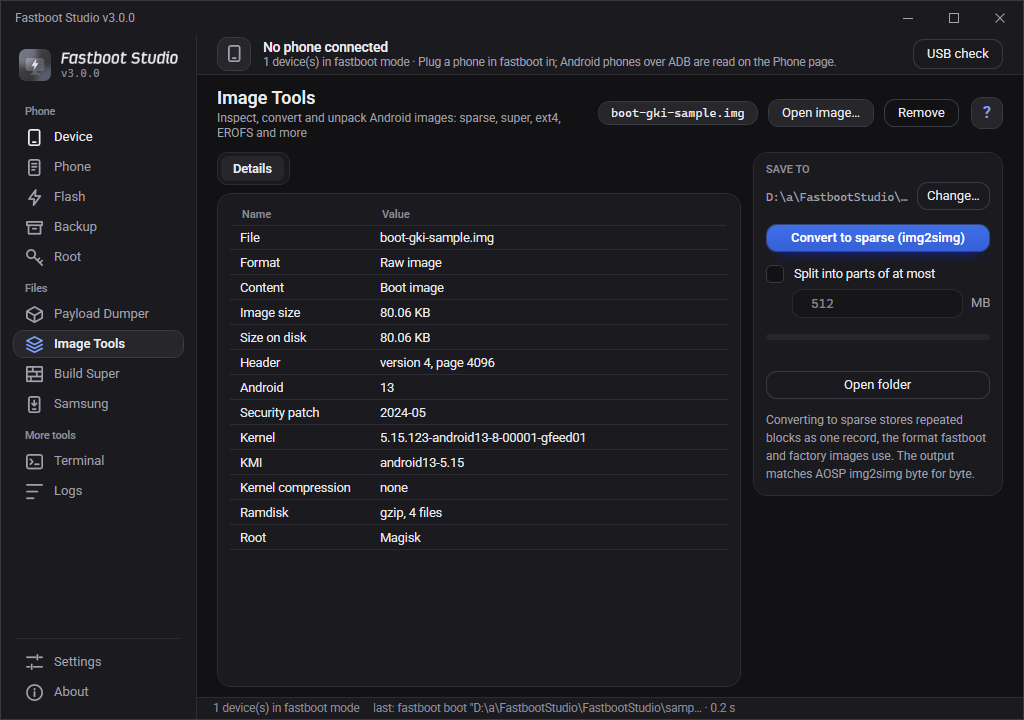 Fastboot Studio v3.0.0
Fastboot Studio
v3.0.0
No phone connected
1 device(s) in fastboot mode · Plug a phone in fastboot in; Android phones over ADB are read on the Phone page.
USB check
Phone
Device
Phone
Flash
Backup
Root
Files
Payload Dumper
Image Tools
Build Super
Samsung
More tools
Terminal
Logs
Settings
About
Image Tools
Inspect, convert and unpack Android images: sparse, super, ext4,
EROFS and more
boot-gki-sample.img
Open image...
Remove
?
Details
Name Value
File boot-gki-sample.img
Format Raw image
Content Boot image
Image size 80.06 KB
Size on disk 80.06 KB
Header version 4, page 4096
Android 13
Security patch 2024-05
Kernel 5.15.123-android13-8-00001-gfeed01
KMI android13-5.15
Kernel compression none
Ramdisk gzip, 4 files
Root Magisk
SAVE TO
D:\a\FastbootStudio\...
Change...
Convert to sparse (img2simg)
Split into parts of at most
512 MB
Open folder
Converting to sparse stores repeated
blocks as one record, the format fastboot
and factory images use. The output
matches AOSP img2simg byte for byte.
1 device(s) in fastboot mode last: fastboot boot "D:\a\FastbootStudio\FastbootStudio\samp... · 0.2 s